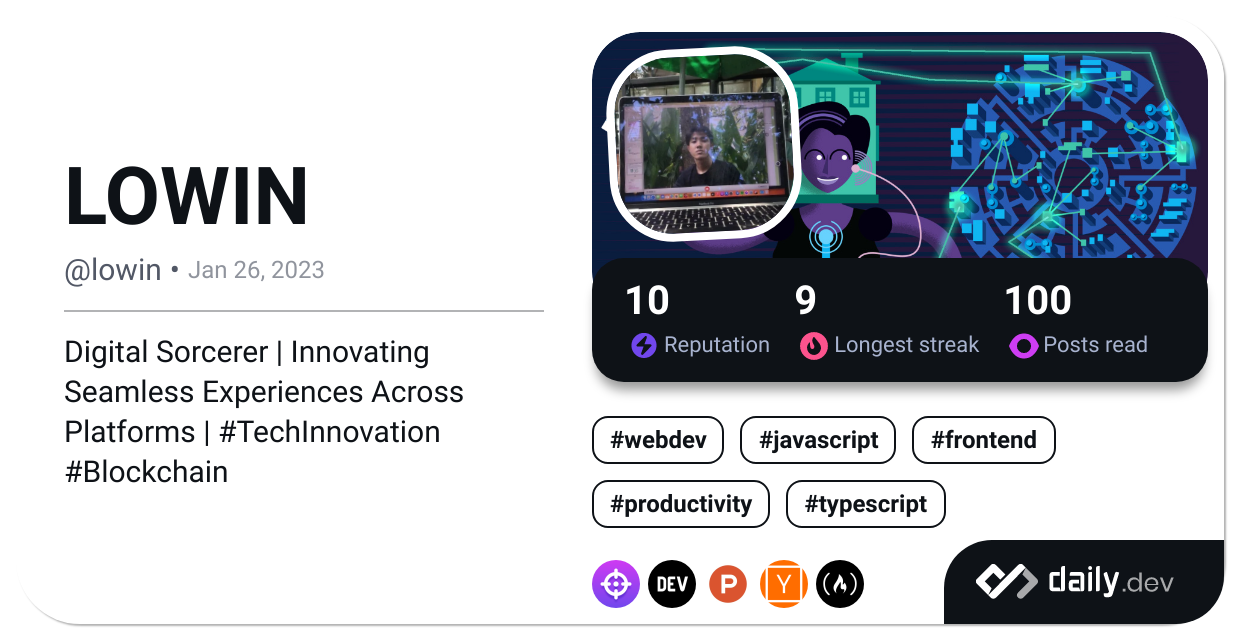 LOWIN
@lowin • Jan 26, 2023
Digital Sorcerer | Innovating
Seamless Experiences Across
Platforms | #TechInnovation
#Blockchain
10 9 100
Reputation Longest streak Posts read
#webdev #javascript #frontend
#productivity #typescript
DEV P Y
daily.dev